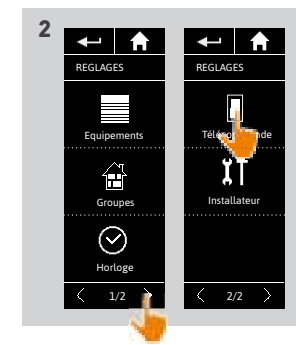 2
REGLAGES
Equipements
Groupes
Horloge
1/2
REGLAGES
Installateur
2/2